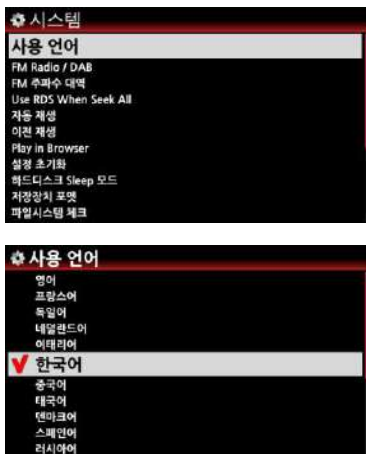 시스템
사용 언어
FM Radio / DAB
FM 주파수 대역
Use RDS When Seek All
자동 재생
이전 재생
Play in Browser
설정 초기화
하드디스크 Sleep 모드
저장장치 포멧
파일시스템 체크
사용 언어
영어
프랑스어
독일어
네덜란드어
이태리어
한국어
중국어
태국어
덴마크어
스페인어
러시아어